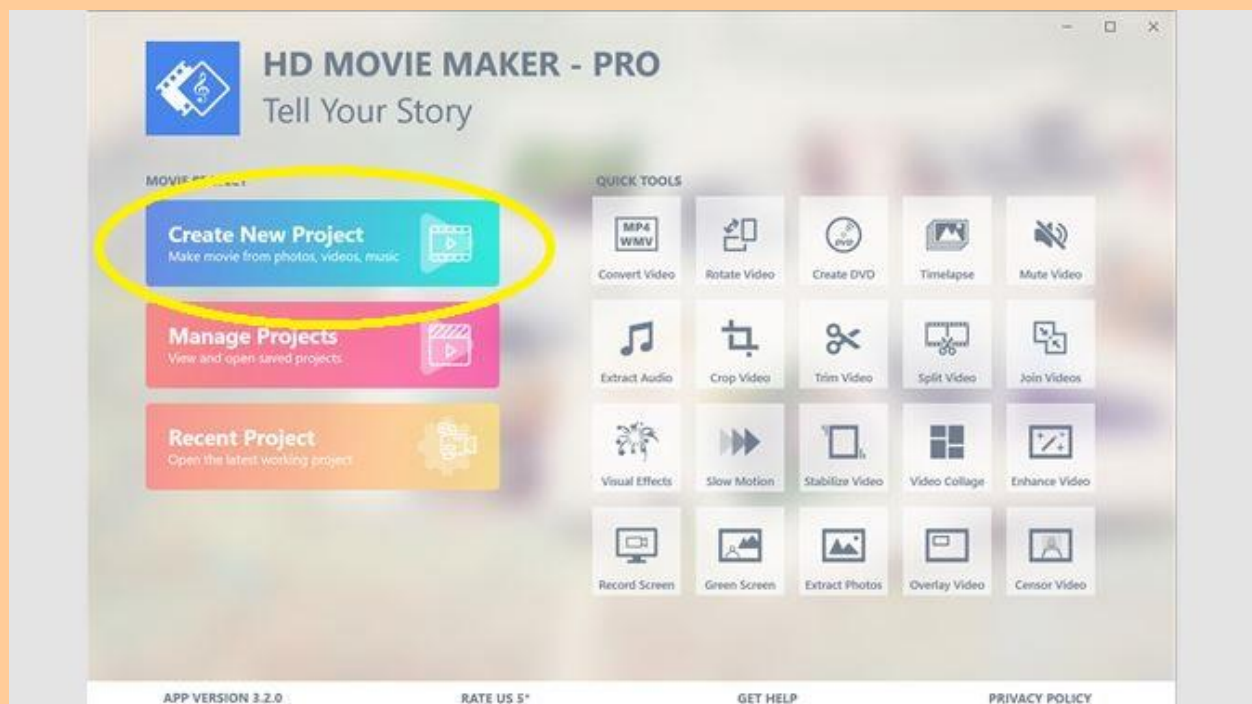 HD MOVIE MAKER - PRO
Tell Your Story
MOVIE
QUICK TOOLS
Create New Project
Make movie from photos, videos, music
Manage Projects
View and open saved projects
Recent Project
Open the latest working project
MP4
WMV
DVD
Convert Video
Rotate Video
Create DVD
Timelapse
Mute Video
Extract Audio
Crop Video
Trim Video
Split Video
Join Videos
Visual Effects
Slow Motion
Stabilize Video
Video Collage
Enhance Video
Record Screen
Green Screen
Extract Photos
Overlay Video
Censor Video
APP VERSION 3.2.0
RATE US 5*
GET HELP
PRIVACY POLICY